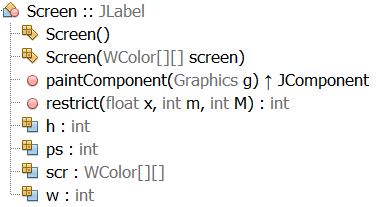 Screen :: JLabel
Screen()
Screen(WColor[][] screen)
paintComponent(Graphics g) ↑ JComponent
restrict(float x, int m, int M) : int
h : int
ps : int
scr : WColor[][]
w : int